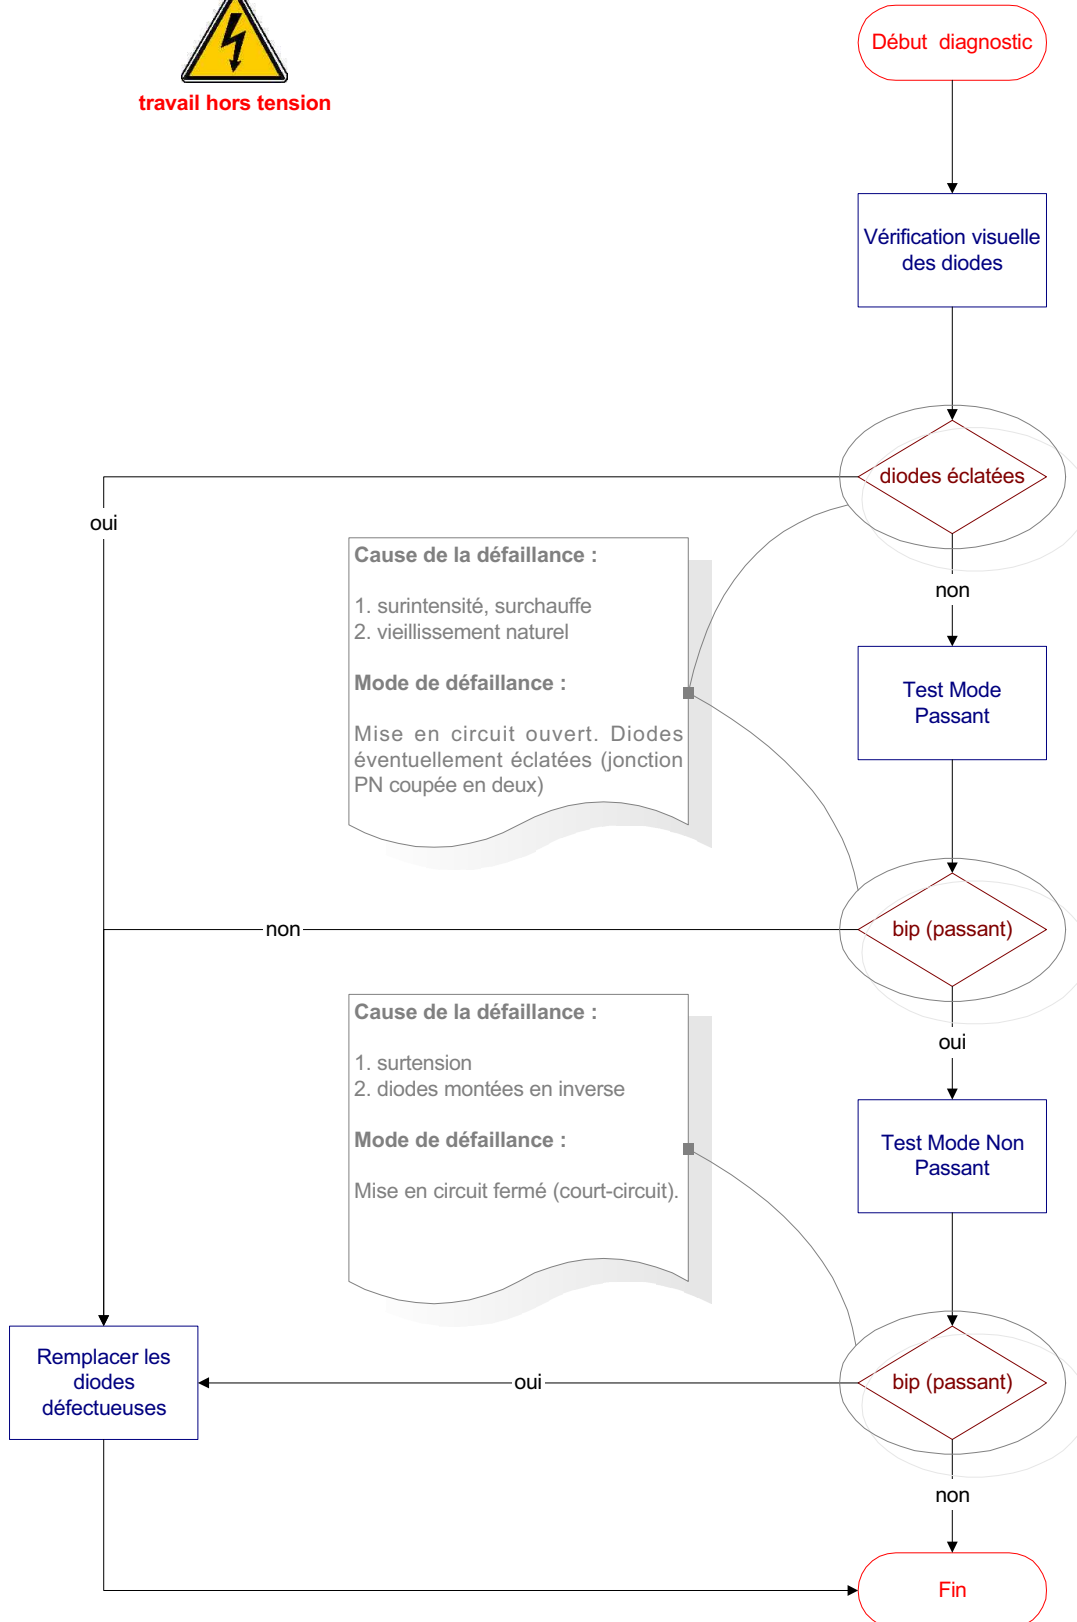 travail hors tension
Début diagnostic
Vérification visuelle
des diodes
diodes éclatées
oui
non
Cause de la défaillance :
1. surintensité, surchauffe
2. vieillissement naturel
Mode de défaillance :
Mise en circuit ouvert. Diodes
éventuellement éclatées (jonction
PN coupée en deux)
Test Mode
Passant
bip (passant)
non
oui
Cause de la défaillance :
1. surtension
2. diodes montées en inverse
Mode de défaillance :
Mise en circuit fermé (court-circuit).
Test Mode Non
Passant
bip (passant)
oui
Remplacer les
diodes
défectueuses
non
Fin